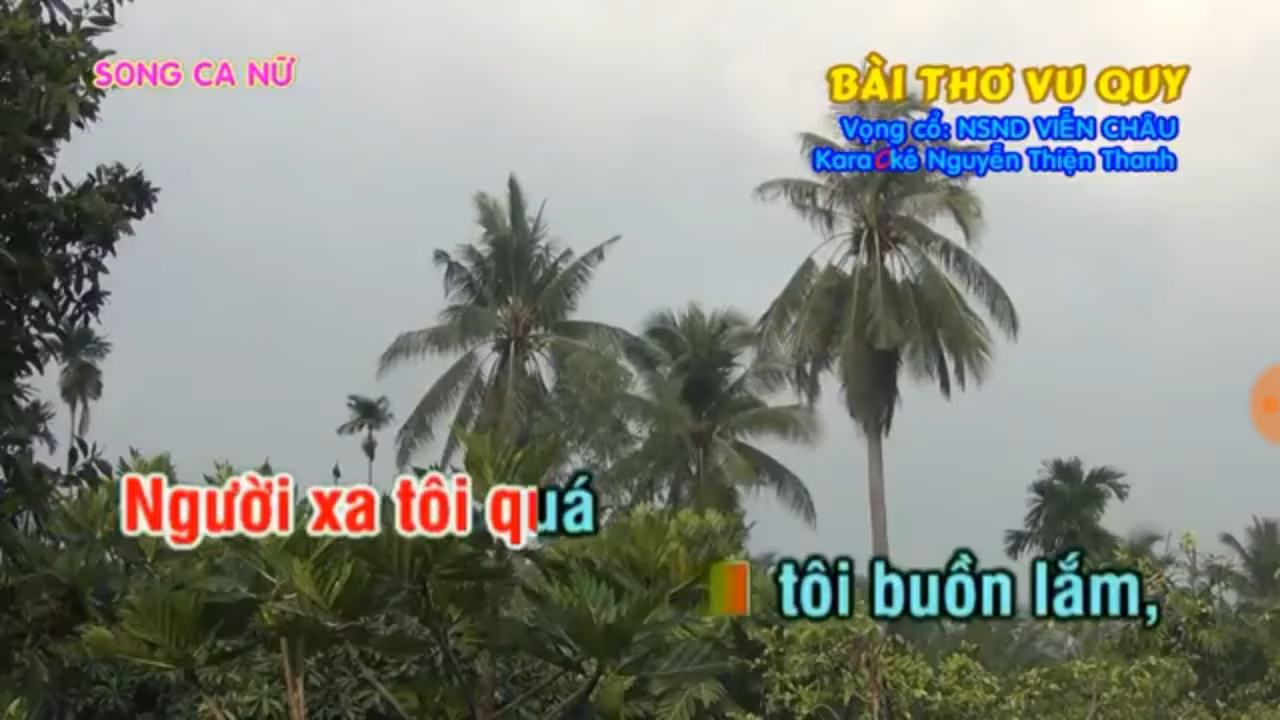 SONG CA NỮ
BÀI THƠ VU QUY
Vọng cổ: NSND VIỄN CHÂU
KaraCkê Nguyễn Thiện Thanh
Người xa tôi quá
tôi buồn lắm,